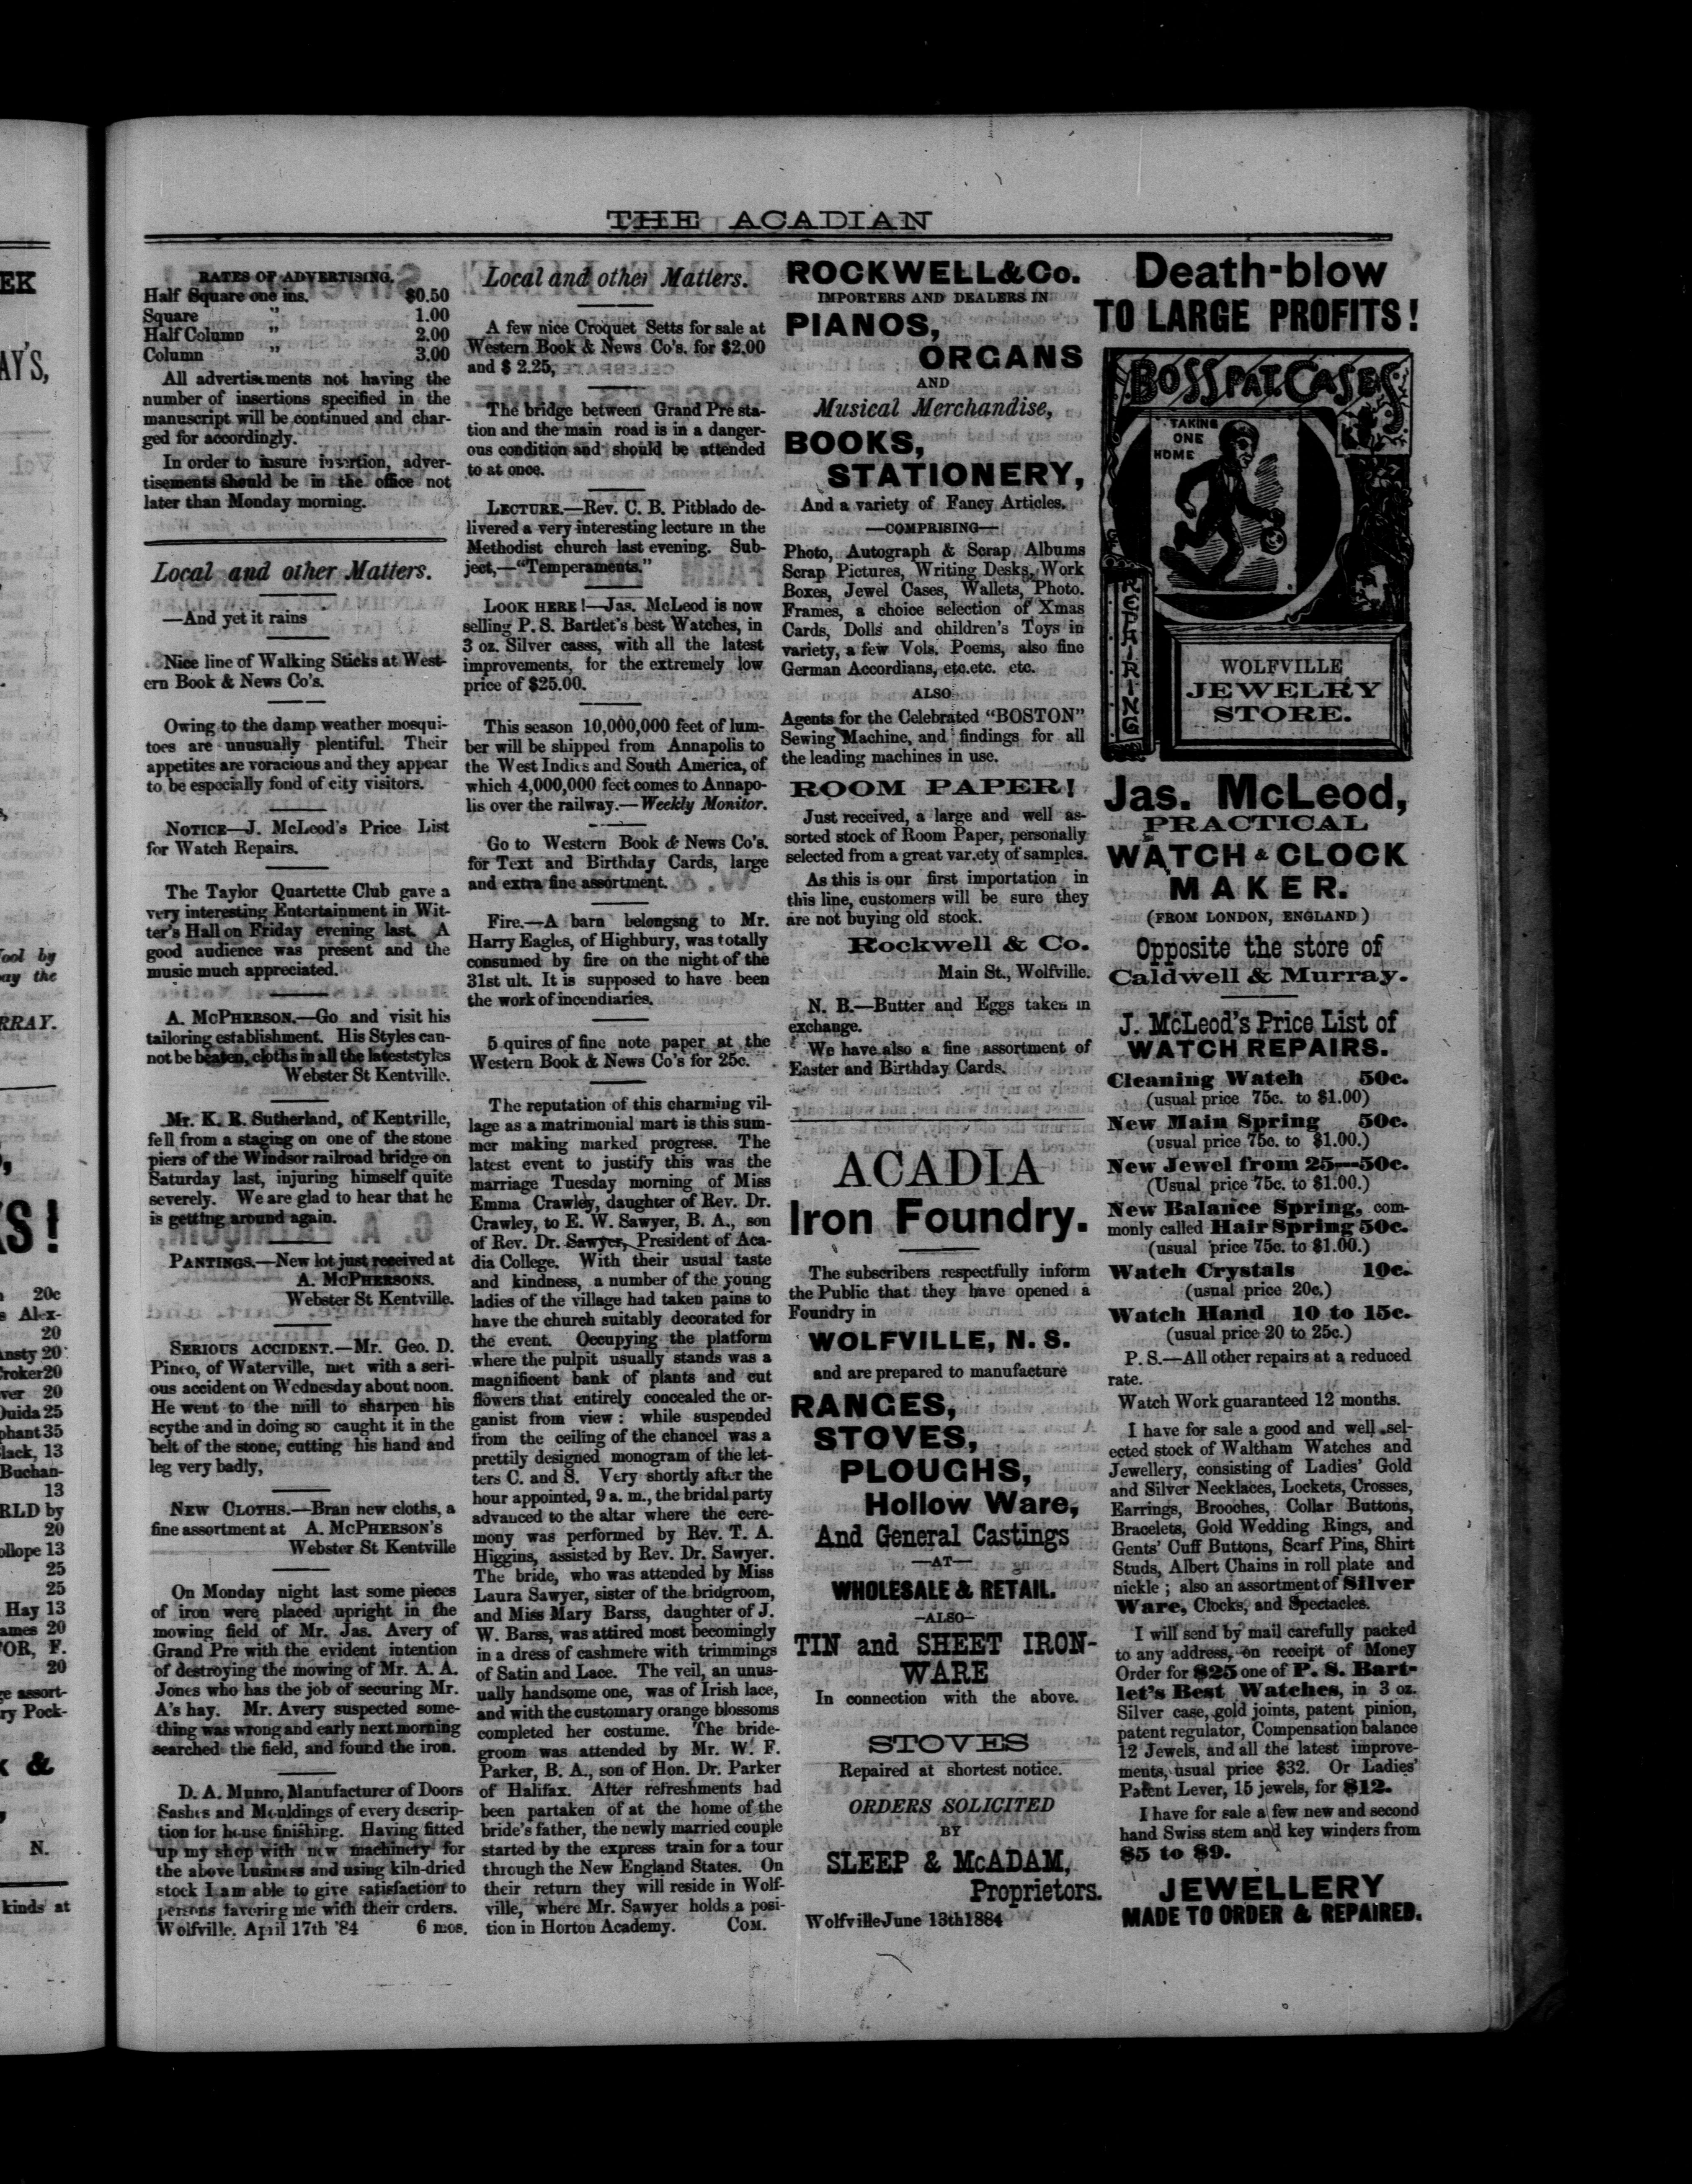 THE ACADIAN
RATES OF ADVERTISING.
Half Square one ins. $0.50
Square " 1.00
Half Column " 2.00
Column " 3.00
All advertisements not having the
number of insertions specified in the
manuscript will be continued and char-
ged for accordingly.
In order to insure insertion, adver-
tisements should be in the office not
later than Monday morning.
Local and other Matters.
—And yet it rains
Nice line of Walking Sticks at West-
ern Book & News Co's.
Owing to the damp weather mosqui-
toes are unusually plentiful. Their
appetites are voracious and they appear
to be especially fond of city visitors.
NOTICE—J. McLeod's Price List
for Watch Repairs.
The Taylor Quartette Club gave a
very interesting Entertainment in Wit-
ter's Hall on Friday evening last. A
good audience was present and the
music much appreciated.
A. McPHERSON.—Go and visit his
tailoring establishment. His Styles can-
not be beaten, cloths in all the lateststyles
Webster St Kentville.
Mr. K. R. Sutherland, of Kentville,
fell from a staging on one of the stone
piers of the Windsor railroad bridge on
Saturday last, injuring himself quite
severely. We are glad to hear that he
is getting around again.
PANTINGS.—New lot just received at
A. McPHERSONS.
Webster St Kentville.
SERIOUS ACCIDENT.—Mr. Geo. D.
Pineo, of Waterville, met with a seri-
ous accident on Wednesday about noon.
He went to the mill to sharpen his
scythe and in doing so caught it in the
belt of the stone, cutting his hand and
leg very badly,
NEW CLOTHS.—Bran new cloths, a
fine assortment at A. McPHERSON'S
Webster St Kentville
On Monday night last some pieces
of iron were placed upright in the
mowing field of Mr. Jas. Avery of
Grand Pre with the evident intention
of destroying the mowing of Mr. A. A.
Jones who has the job of securing Mr.
A's hay. Mr. Avery suspected some-
thing was wrong and early next morning
searched the field, and found the iron.
D. A. Munro, Manufacturer of Doors
Sashes and Mouldings of every descrip-
tion for house finishing. Having fitted
up my shop with new machinery for
the above business and using kiln-dried
stock I am able to give satisfaction to
persons favoring me with their orders.
Wolfville, April 17th '84 6 mos.
Local and other Matters.
A few nice Croquet Setts for sale at
Western Book & News Co's. for $2.00
and $ 2.25,
The bridge between Grand Pre sta-
tion and the main road is in a danger-
ous condition and should be attended
to at once.
LECTURE.—Rev. C. B. Pitblado de-
livered a very interesting lecture in the
Methodist church last evening. Sub-
ject,—"Temperaments."
LOOK HERE!—Jas. McLeod is now
selling P. S. Bartlet's best Watches, in
3 oz. Silver casss, with all the latest
improvements, for the extremely low
price of $25.00.
This season 10,000,000 feet of lum-
ber will be shipped from Annapolis to
the West Indies and South America, of
which 4,000,000 feet comes to Annapo-
lis over the railway.—Weekly Monitor.
Go to Western Book & News Co's.
for Text and Birthday Cards, large
and extra fine assortment.
Fire.—A barn belongsng to Mr.
Harry Eagles, of Highbury, was totally
consumed by fire on the night of the
31st ult. It is supposed to have been
the work of incendiaries.
5 quires of fine note paper at the
Western Book & News Co's for 25c.
The reputation of this charming vil-
lage as a matrimonial mart is this sum-
mer making marked progress. The
latest event to justify this was the
marriage Tuesday morning of Miss
Emma Crawley, daughter of Rev. Dr.
Crawley, to E. W. Sawyer, B. A., son
of Rev. Dr. Sawyer, President of Aca-
dia College. With their usual taste
and kindness, a number of the young
ladies of the village had taken pains to
have the church suitably decorated for
the event. Occupying the platform
where the pulpit usually stands was a
magnificent bank of plants and cut
flowers that entirely concealed the or-
ganist from view: while suspended
from the ceiling of the chancel was a
prettily designed monogram of the let-
ters C. and S. Very shortly after the
hour appointed, 9 a. m., the bridal party
advanced to the altar where the cere-
mony was performed by Rev. T. A.
Higgins, assisted by Rev. Dr. Sawyer.
The bride, who was attended by Miss
Laura Sawyer, sister of the bridgroom,
and Miss Mary Barss, daughter of J.
W. Barss, was attired most becomingly
in a dress of cashmere with trimmings
of Satin and Lace. The veil, an unus-
ually handsome one, was of Irish lace,
and with the customary orange blossoms
completed her costume. The bride-
groom was attended by Mr. W. F.
Parker, B. A., son of Hon. Dr. Parker
of Halifax. After refreshments had
been partaken of at the home of the
bride's father, the newly married couple
started by the express train for a tour
through the New England States. On
their return they will reside in Wolf-
ville, where Mr. Sawyer holds a posi-
tion in Horton Academy. COM.
ROCKWELL & Co.
IMPORTERS AND DEALERS IN
PIANOS,
ORGANS
AND
Musical Merchandise,
BOOKS,
STATIONERY,
And a variety of Fancy Articles.
—COMPRISING—
Photo, Autograph & Scrap Albums
Scrap Pictures, Writing Desks, Work
Boxes, Jewel Cases, Wallets, Photo.
Frames, a choice selection of Xmas
Cards, Dolls and children's Toys in
variety, a few Vols. Poems, also fine
German Accordians, etc.etc. etc.
ALSO
Agents for the Celebrated "BOSTON"
Sewing Machine, and findings for all
the leading machines in use.
ROOM PAPER!
Just received, a large and well as-
sorted stock of Room Paper, personally
selected from a great var.ety of samples.
As this is our first importation in
this line, customers will be sure they
are not buying old stock.
Rockwell & Co.
Main St., Wolfville.
N. B.—Butter and Eggs taken in
exchange.
We have also a fine assortment of
Easter and Birthday Cards.
ACADIA
Iron Foundry.
The subscribers respectfully inform
the Public that they have opened a
Foundry in
WOLFVILLE, N. S.
and are prepared to manufacture
RANGES,
STOVES,
PLOUGHS,
Hollow Ware,
And General Castings
—AT—
WHOLESALE & RETAIL.
—ALSO—
TIN and SHEET IRON-
WARE
In connection with the above.
STOVES
Repaired at shortest notice.
ORDERS SOLICITED
BY
SLEEP & McADAM,
Proprietors.
Wolfville June 13th 1884
Death-blow
TO LARGE PROFITS!
BOSS PAT. CASES
TAKING
ONE
HOME
REPAIRING
WOLFVILLE
JEWELRY
STORE.
Jas. McLeod,
PRACTICAL
WATCH & CLOCK
MAKER.
(FROM LONDON, ENGLAND)
Opposite the store of
Caldwell & Murray.
J. McLeod's Price List of
WATCH REPAIRS.
Cleaning Watch 50c.
(usual price 75c. to $1.00)
New Main Spring 50c.
(usual price 75c. to $1.00.)
New Jewel from 25—50c.
(Usual price 75c. to $1.00.)
New Balance Spring, com-
monly called Hair Spring 50c.
(usual price 75c. to $1.00.)
Watch Crystals 10c.
(usual price 20c.)
Watch Hand 10 to 15c.
(usual price 20 to 25c.)
P. S.—All other repairs at a reduced
rate.
Watch Work guaranteed 12 months.
I have for sale a good and well sel-
ected stock of Waltham Watches and
Jewellery, consisting of Ladies' Gold
and Silver Necklaces, Lockets, Crosses,
Earrings, Brooches, Collar Buttons,
Bracelets, Gold Wedding Rings, and
Gents' Cuff Buttons, Scarf Pins, Shirt
Studs, Albert Chains in roll plate and
nickle; also an assortment of Silver
Ware, Clocks, and Spectacles.
I will send by mail carefully packed
to any address, on receipt of Money
Order for $25 one of P. S. Bart-
let's Best Watches, in 3 oz.
Silver case, gold joints, patent pinion,
patent regulator, Compensation balance
12 Jewels, and all the latest improve-
ments, usual price $32. Or Ladies'
Patent Lever, 15 jewels, for $12.
I have for sale a few new and second
hand Swiss stem and key winders from
$5 to $9.
JEWELLERY
MADE TO ORDER & REPAIRED.